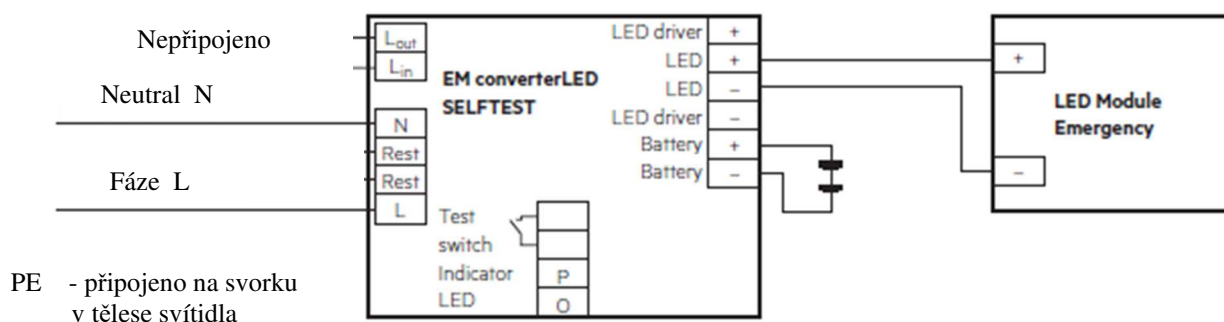 Nepřipojeno
Neutral N
Fáze L
PE - připojeno na svorku
v tělese svítidla
Lout
Lin
N
Rest
Rest
L
EM converterLED
SELFTEST
Test
switch
Indicator P
LED O
LED driver +
LED +
LED –
LED driver –
Battery +
Battery –
+
–
LED Module
Emergency